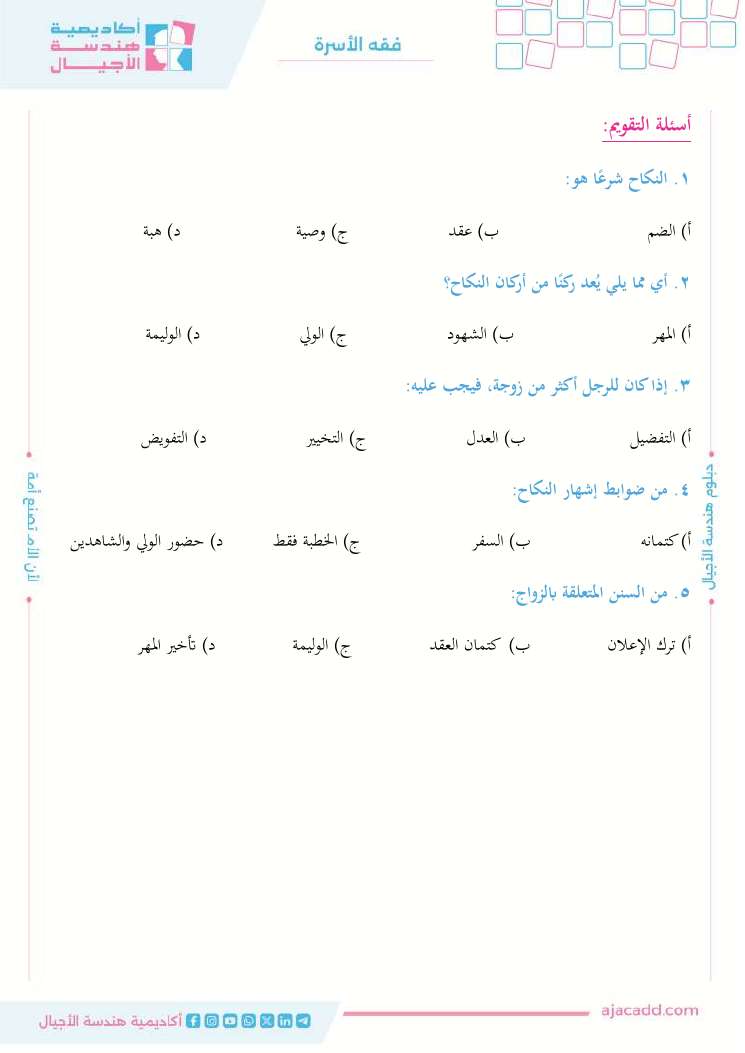 أكاديمية
هندسة
الأجيال
فقه الأسرة
أسئلة التقويم:
١. النكاح شرعًا هو:
أ) الضم ب) عقد ج) وصية د) هبة
٢. أي مما يلي يُعد ركنًا من أركان النكاح؟
أ) المهر ب) الشهود ج) الولي د) الوليمة
٣. إذا كان للرجل أكثر من زوجة، فيجب عليه:
أ) التفضيل ب) العدل ج) التخيير د) التفويض
٤. من ضوابط إشهار النكاح:
أ) كتمانه ب) السفر ج) الخطبة فقط د) حضور الولي والشاهدين
٥. من السنن المتعلقة بالزواج:
أ) ترك الإعلان ب) كتمان العقد ج) الوليمة د) تأخير المهر
دبلوم هندسة الأجيال
لأن الأم تصنع أمة
ajacadd.com
أكاديمية هندسة الأجيال